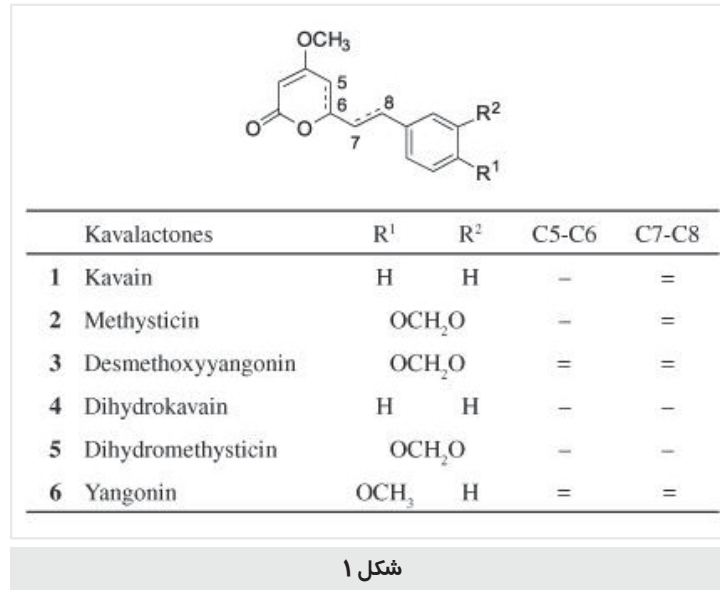 OCH₃
5
6
8
7
O
O
R²
R¹
Kavalactones R¹ R² C5-C6 C7-C8
1 Kavain H H – =
2 Methysticin OCH₂O – =
3 Desmethoxyyangonin OCH₂O = =
4 Dihydrokavain H H – –
5 Dihydromethysticin OCH₂O – –
6 Yangonin OCH₃ H = =
شکل ۱